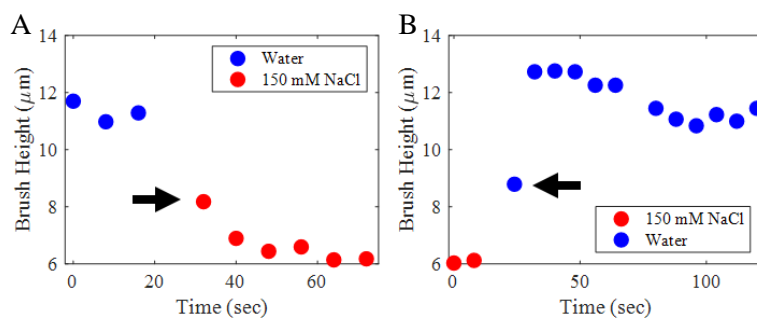 A
14
12
10
8
6
Brush Height (μm)
Water
150 mM NaCl
0
20
40
60
Time (sec)
B
14
12
10
8
6
Brush Height (μm)
150 mM NaCl
Water
0
50
100
Time (sec)